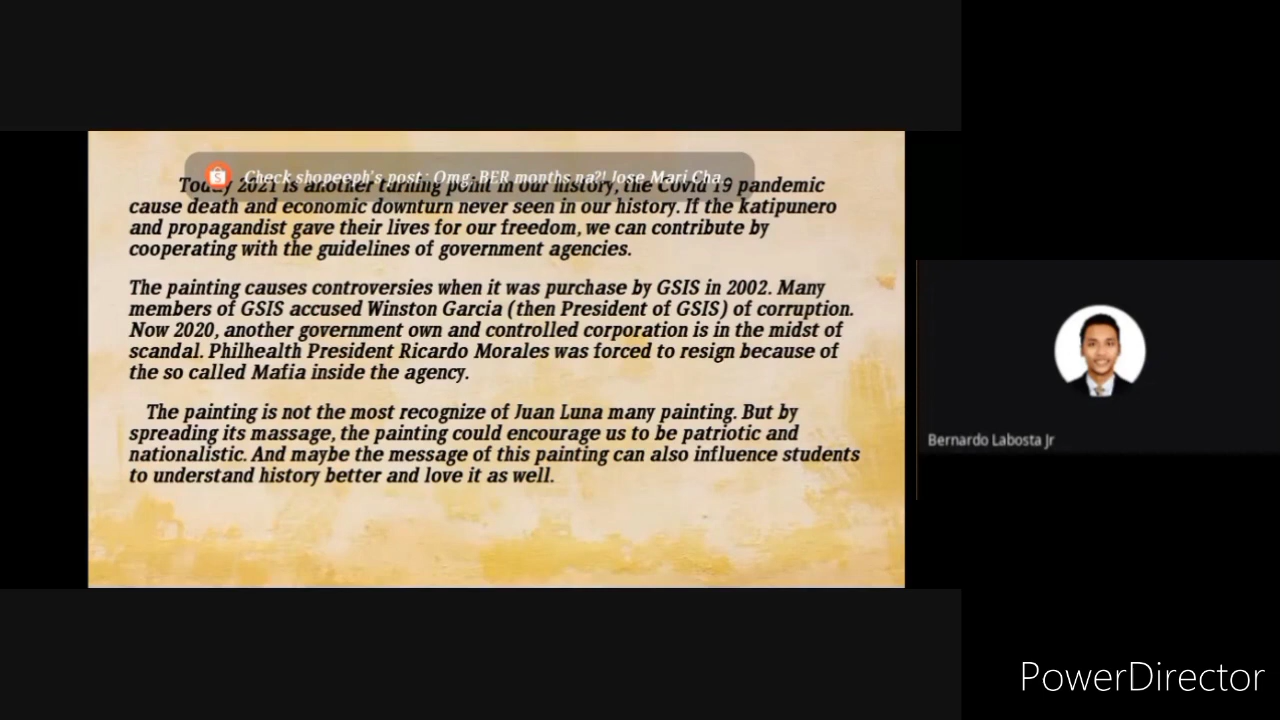 Check shopeeph's post : Omg, BER months na?! Jose Mari Cha...
Today 2021 is another turning point in our history, the Covid 19 pandemic
cause death and economic downturn never seen in our history. If the katipunero
and propagandist gave their lives for our freedom, we can contribute by
cooperating with the guidelines of government agencies.
The painting causes controversies when it was purchase by GSIS in 2002. Many
members of GSIS accused Winston Garcia (then President of GSIS) of corruption.
Now 2020, another government own and controlled corporation is in the midst of
scandal. Philhealth President Ricardo Morales was forced to resign because of
the so called Mafia inside the agency.
The painting is not the most recognize of Juan Luna many painting. But by
spreading its massage, the painting could encourage us to be patriotic and
nationalistic. And maybe the message of this painting can also influence students
to understand history better and love it as well.
Bernardo Labosta Jr
PowerDirector